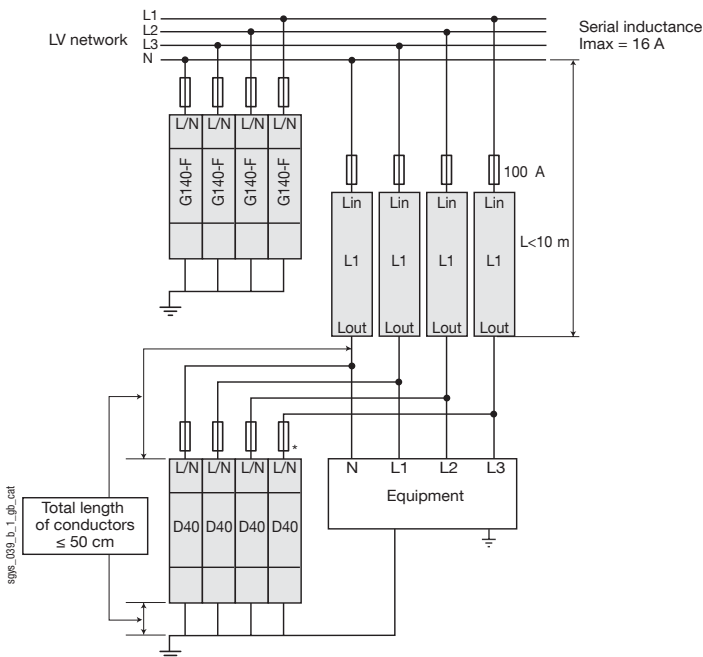 L1
L2
L3
N
LV network
Serial inductance
Imax = 16 A
L/N L/N L/N L/N
G140-F G140-F G140-F G140-F
100 A
Lin Lin Lin Lin
L1 L1 L1 L1
L<10 m
Lout Lout Lout Lout
*
L/N L/N L/N L/N
N L1 L2 L3
Equipment
D40 D40 D40 D40
Total length
of conductors
≤ 50 cm
sgys_039_b_1_gb_cat